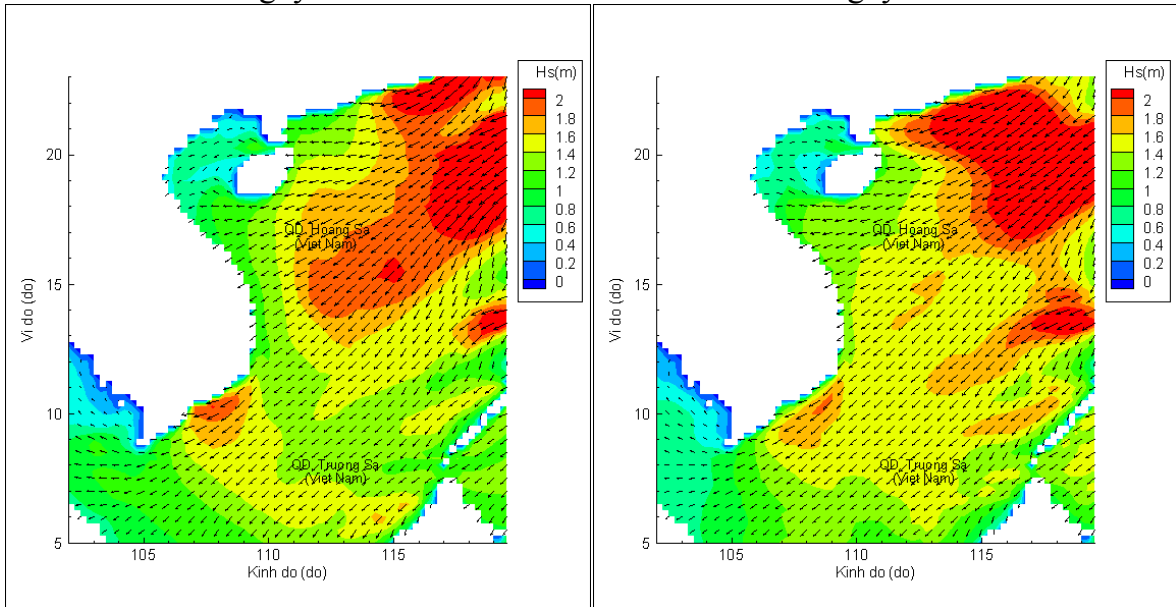 Hs(m)
2
1.8
1.6
1.4
1.2
1
0.8
0.6
0.4
0.2
0
20
15
10
5
Vi do (do)
QD. Hoang Sa
(Viet Nam)
QD. Truong Sa
(Viet Nam)
105
110
115
Kinh do (do)
Hs(m)
2
1.8
1.6
1.4
1.2
1
0.8
0.6
0.4
0.2
0
20
15
10
5
Vi do (do)
QD. Hoang Sa
(Viet Nam)
QD. Truong Sa
(Viet Nam)
105
110
115
Kinh do (do)